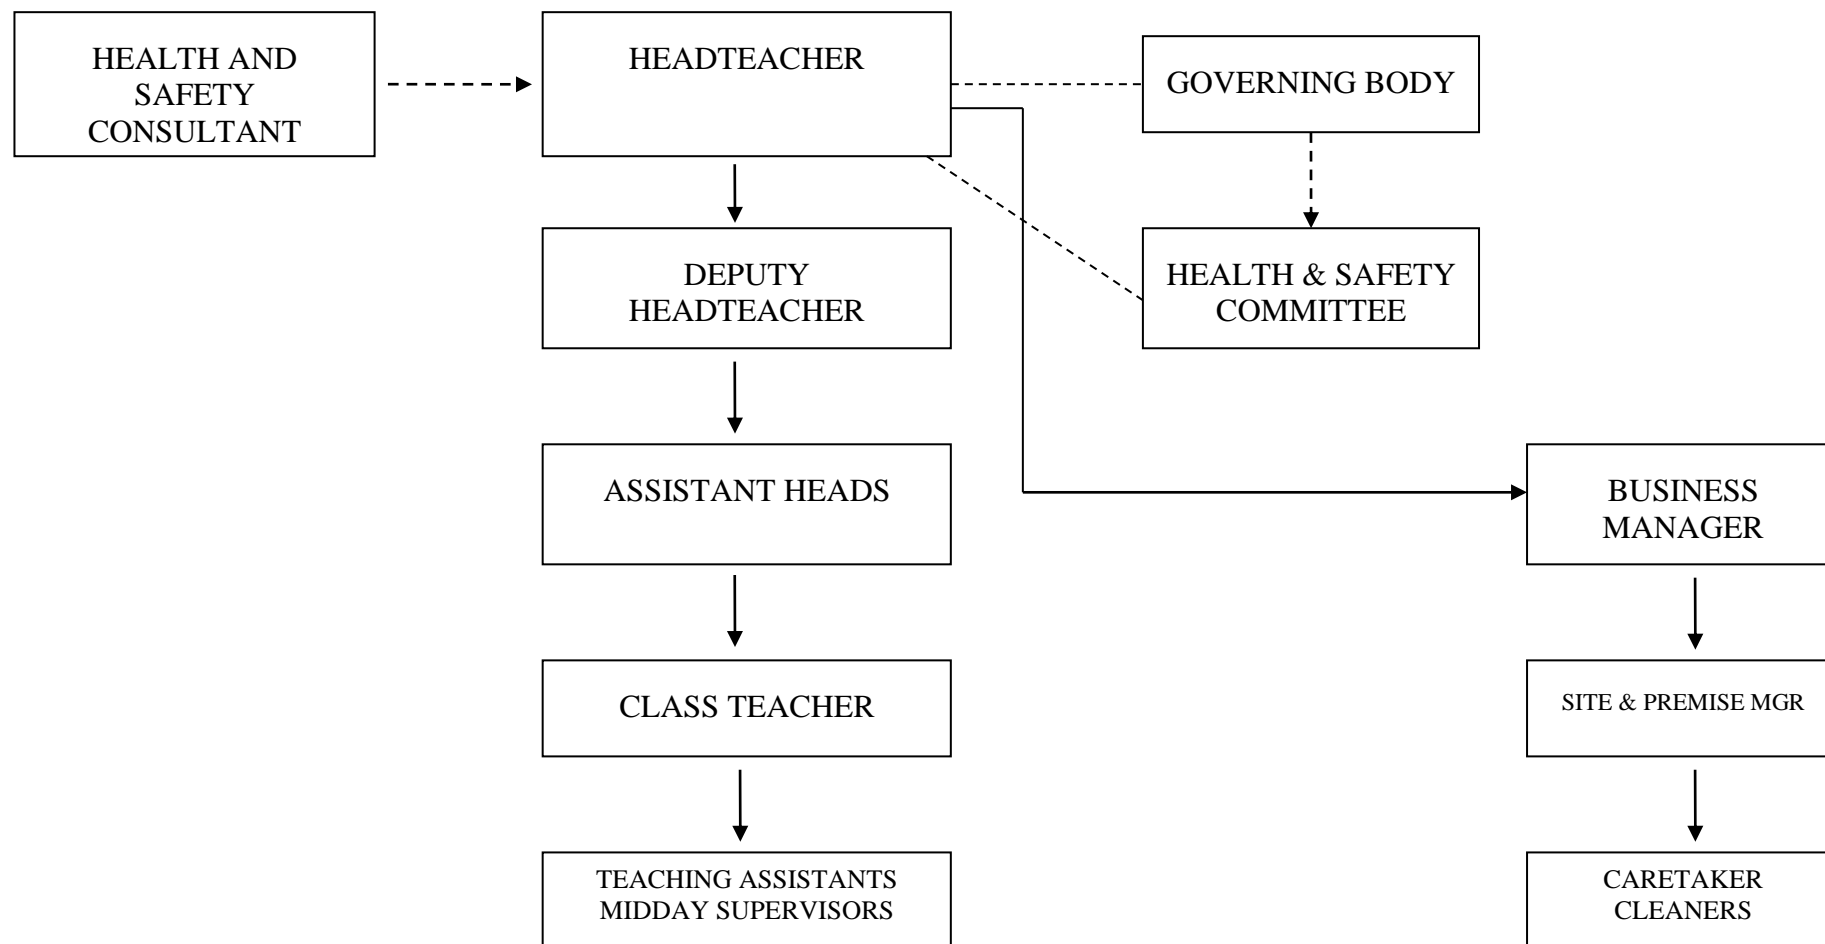 HEALTH AND
SAFETY
CONSULTANT
HEADTEACHER
GOVERNING BODY
DEPUTY
HEADTEACHER
HEALTH & SAFETY
COMMITTEE
ASSISTANT HEADS
BUSINESS
MANAGER
CLASS TEACHER
SITE & PREMISE MGR
TEACHING ASSISTANTS
MIDDAY SUPERVISORS
CARETAKER
CLEANERS